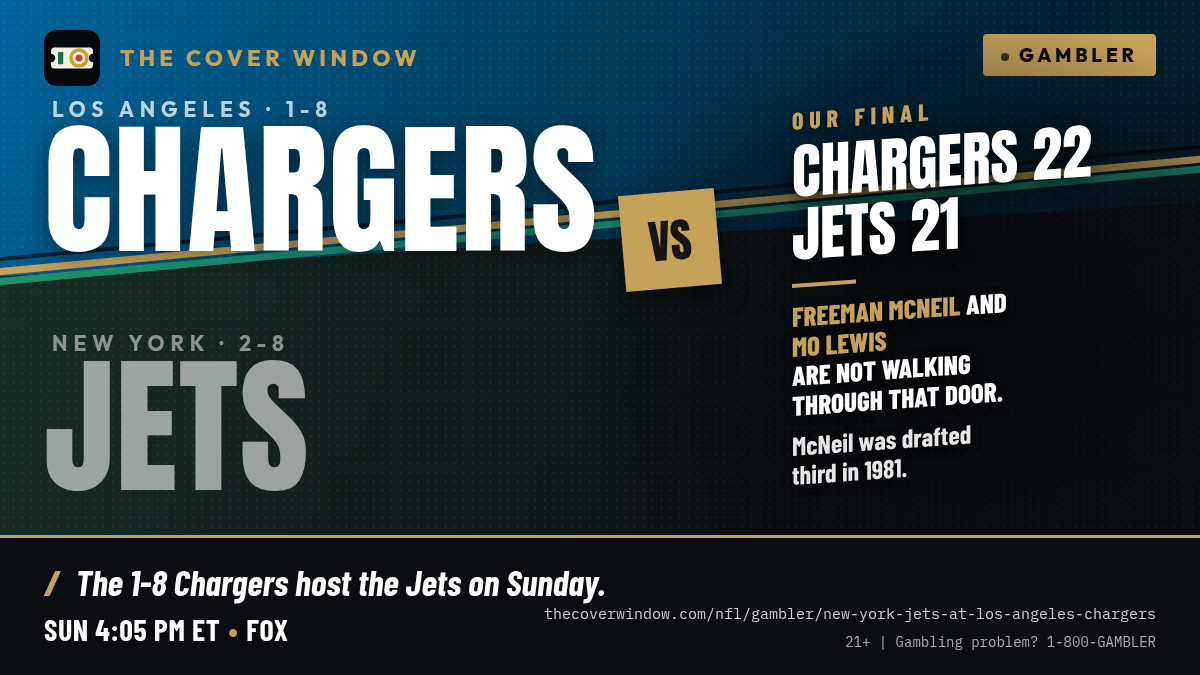 THE COVER WINDOW
• GAMBLER
LOS ANGELES · 1-8
CHARGERS
VS
NEW YORK · 2-8
JETS
OUR FINAL
CHARGERS 22
JETS 21
FREEMAN MCNEIL AND
MO LEWIS
ARE NOT WALKING
THROUGH THAT DOOR.
McNeil was drafted
third in 1981.
/ The 1-8 Chargers host the Jets on Sunday.
SUN 4:05 PM ET • FOX
thecoverwindow.com/nfl/gambler/new-york-jets-at-los-angeles-chargers
21+ | Gambling problem? 1-800-GAMBLER